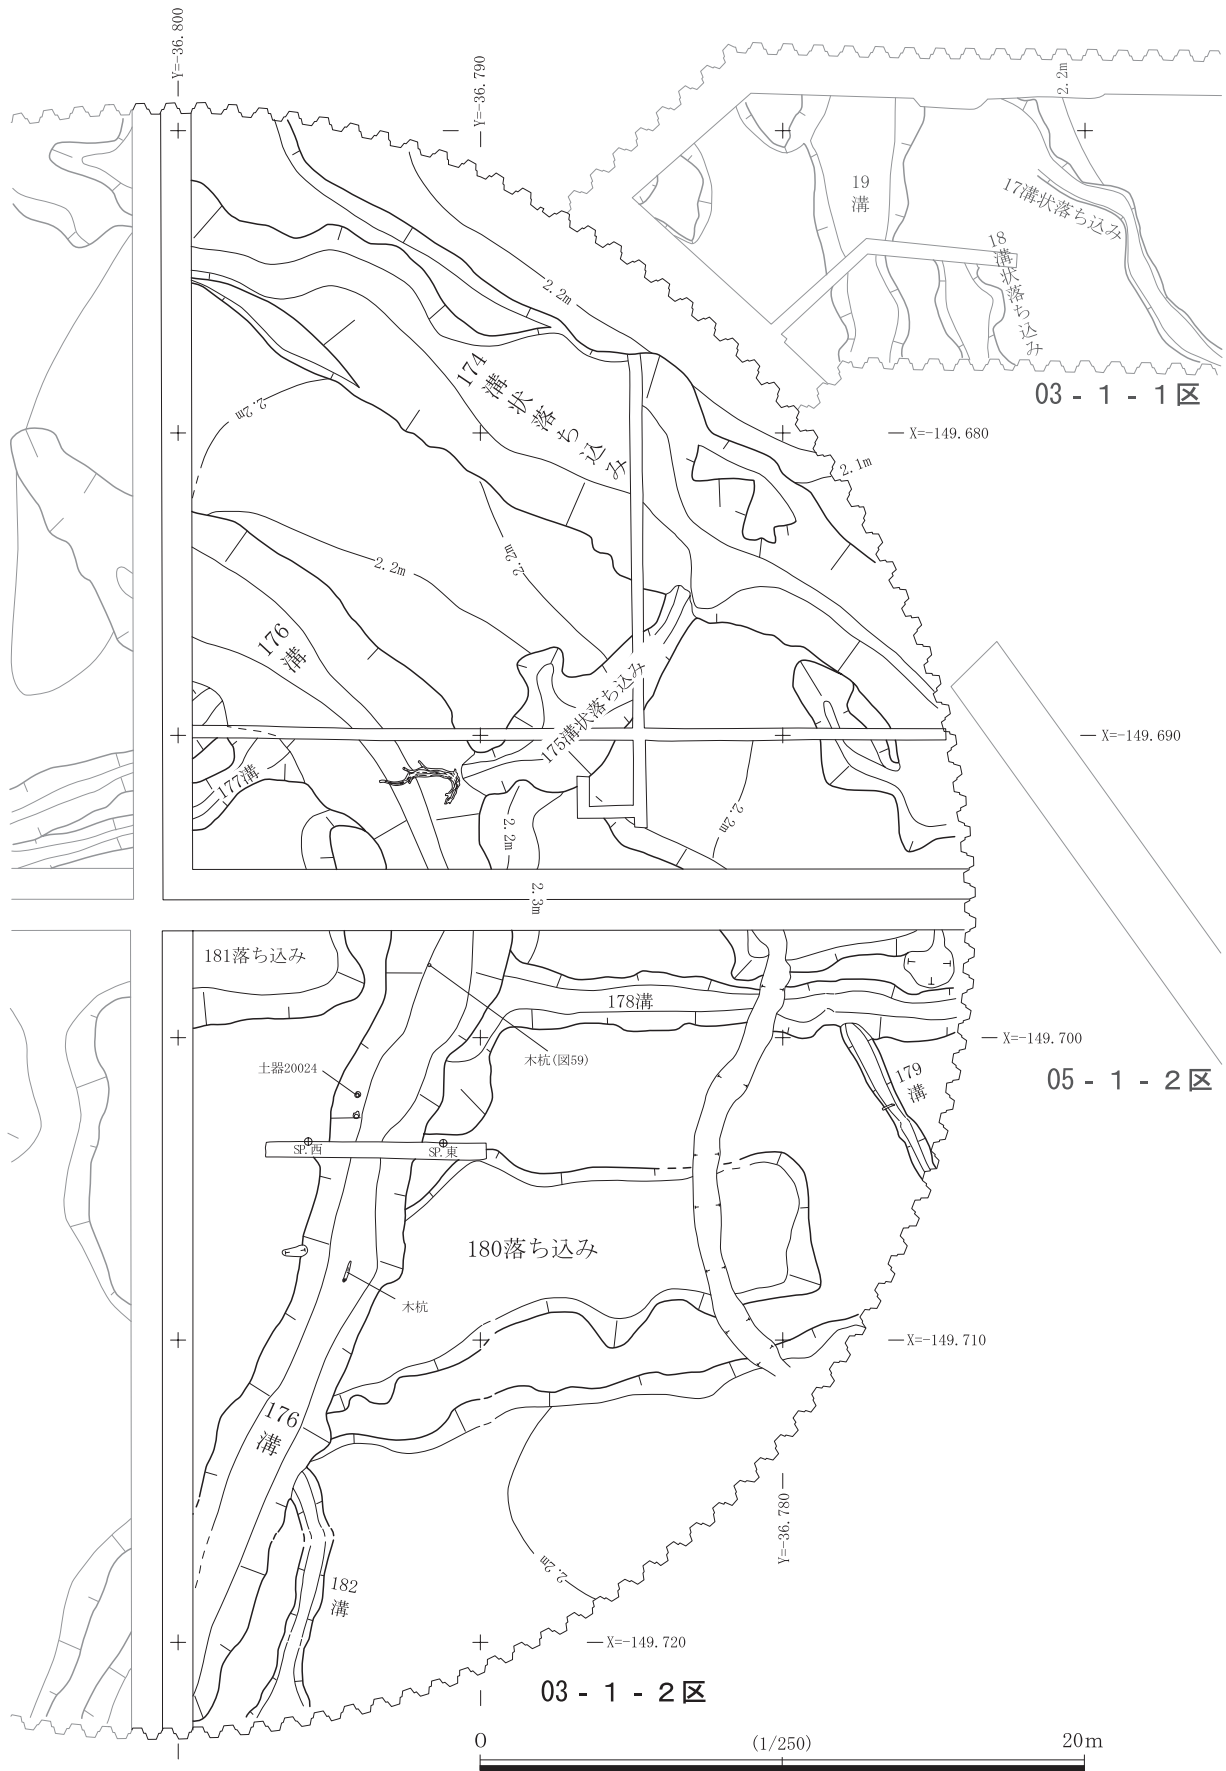 Y=-36.800
Y=-36.790
2.2m
19
溝
17溝状落ち込み
18
溝状落ち込み
03 - 1 - 1区
2.2m
174
溝状落ち込み
2.2m
X=-149.680
2.1m
2.2m
2.2m
176
溝
175溝状落ち込み
X=-149.690
177溝
2.2m
2.2m
2.3m
181落ち込み
178溝
X=-149.700
木杭(図59)
土器20024
179
溝
05 - 1 - 2区
SP.西
SP.東
180落ち込み
木杭
X=-149.710
176
溝
Y=-36.780
2.2m
182
溝
X=-149.720
03 - 1 - 2区
0
(1/250)
20m